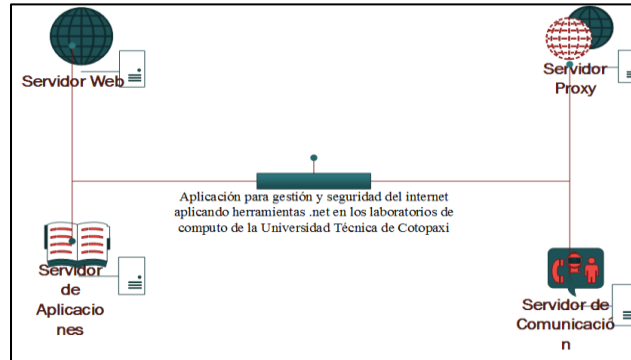 Servidor Web
Servidor
Proxy
Aplicación para gestión y seguridad del internet
aplicando herramientas .net en los laboratorios de
computo de la Universidad Técnica de Cotopaxi
Servidor
de
Aplicacio
nes
Servidor de
Comunicació
n